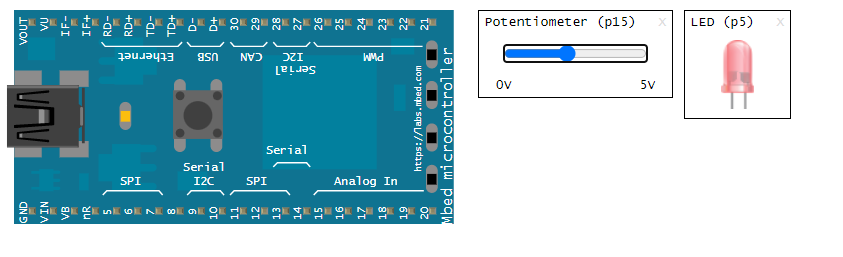 VOUT VU IF- IF+ RD- RD+ TD- TD+ D- D+ 30 29 28 27 26 25 24 23 22 21
Ethernet USB CAN I2C PWM
Serial
https://labs.mbed.com
Mbed microcontroller
Serial
Serial
SPI I2C SPI Analog In
GND VIN VB nR 5 6 7 8 9 10 11 12 13 14 15 16 17 18 19 20
Potentiometer (p15) x
0V 5V
LED (p5) x